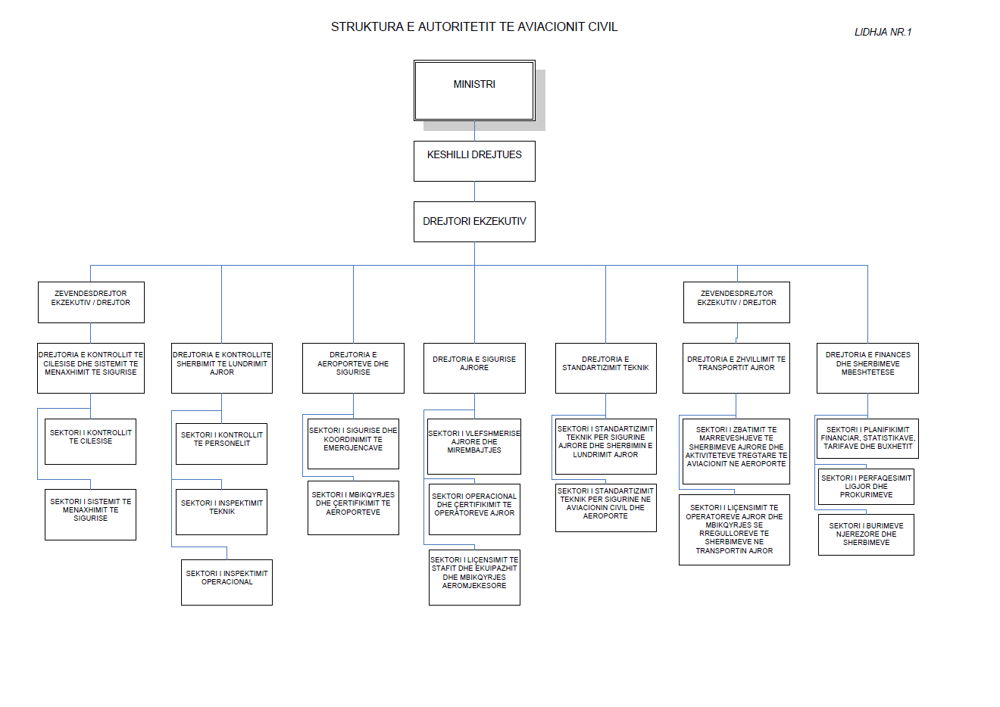 STRUKTURA E AUTORITETIT TE AVIACIONIT CIVIL
LIDHJA NR.1
MINISTRI
KESHILLI DREJTUES
DREJTORI EKZEKUTIV
ZEVENDESDREJTOR
EKZEKUTIV / DREJTOR
ZEVENDESDREJTOR
EKZEKUTIV / DREJTOR
DREJTORIA E KONTROLLIT TE
CILESISE DHE SISTEMIT TE
MENAXHIMIT TE SIGURISE
DREJTORIA E KONTROLLITE
SHERBIMIT TE LUNDRIMIT
AJROR
DREJTORIA E
AEROPORTEVE DHE
SIGURISE
DREJTORIA E SIGURISE
AJRORE
DREJTORIA E
STANDARTIZIMIT TEKNIK
DREJTORIA E ZHVILLIMIT TE
TRANSPORTIT AJROR
DREJTORIA E FINANCES
DHE SHERBIMEVE
MBESHTETESE
SEKTORI I KONTROLLIT
TE CILESISE
SEKTORI I SISTEMIT TE
MENAXHIMIT TE
SIGURISE
SEKTORI I KONTROLLIT
TE PERSONELIT
SEKTORI I INSPEKTIMIT
TEKNIK
SEKTORI I INSPEKTIMIT
OPERACIONAL
SEKTORI I SIGURISE DHE
KOORDINIMIT TE
EMERGJENCAVE
SEKTORI I MBIKQYRJES
DHE ÇERTIFIKIMIT TE
AEROPORTEVE
SEKTORI I VLEFSHMERISE
AJRORE DHE
MIREMBAJTJES
SEKTORI OPERACIONAL
DHE ÇERTIFIKIMIT TE
OPERATOREVE AJROR
SEKTORI I LIÇENSIMIT TE
STAFIT DHE EKUIPAZHIT
DHE MBIKQYRJES
AEROMJEKESORE
SEKTORI I STANDARTIZIMIT
TEKNIK PER SIGURINE
AJRORE DHE SHERBIMIN E
LUNDRIMIT AJROR
SEKTORI I STANDARTIZIMIT
TEKNIK PER SIGURINE NE
AVIACIONIN CIVIL DHE
AEROPORTE
SEKTORI I ZBATIMIT TE
MARREVESHJEVE TE
SHERBIMEVE AJRORE DHE
AKTIVITETEVE TREGTARE TE
AVIACIONIT NE AEROPORTE
SEKTORI I LIÇENSIMIT TE
OPERATOREVE AJROR DHE
MBIKQYRJES SE
RREGULLOREVE TE
SHERBIMEVE NE
TRANSPORTIN AJROR
SEKTORI I PLANIFIKIMIT
FINANCIAR, STATISTIKAVE,
TARIFAVE DHE BUXHETIT
SEKTORI I PERFAQESIMIT
LIGJOR DHE
PROKURIMEVE
SEKTORI I BURIMEVE
NJEREZORE DHE
SHERBIMEVE